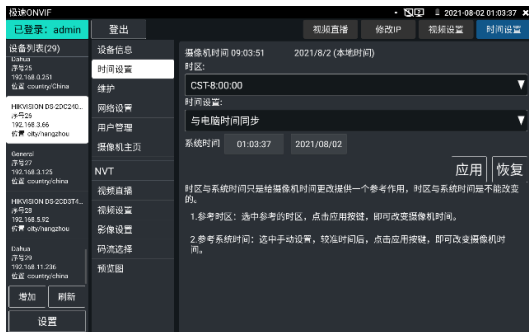 极速ONVIF
2021-08-02 01:03:37
已登录: admin
登出
视频直播
修改IP
视频设置
时间设置
设备列表(29)
Dahua
序号25
192.168.0.251
位置 country/China
HIKVISION DS-2DC240...
序号26
192.168.3.66
位置 city/hangzhou
General
序号27
192.168.3.125
位置 country/china
HIKVISION DS-2CD3T4...
序号28
192.168.5.92
位置 city/hangzhou
Dahua
序号29
192.168.11.236
位置 country/china
增加
刷新
设置
设备信息
时间设置
维护
网络设置
用户管理
摄像机主页
NVT
视频直播
视频设置
影像设置
码流选择
预览图
摄像机时间 09:03:51 2021/8/2 (本地时间)
时区:
CST-8:00:00
时间设置:
与电脑时间同步
系统时间 01:03:37 2021/08/02
应用
恢复
时区与系统时间只是给摄像机时间更改提供一个参考作用，时区与系统时间是不能改变
的。
1.参考时区：选中参考的时区，点击应用按键，即可改变摄像机时间。
2.参考系统时间：选中手动设置，较准时间后，点击应用按键，即可改变摄像机时
间。